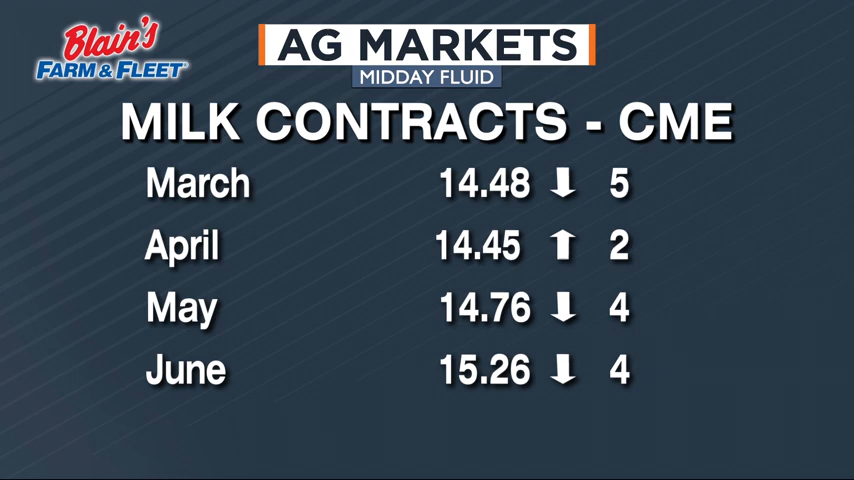 Blain's
FARM & FLEET
AG MARKETS
MIDDAY FLUID
MILK CONTRACTS - CME
March 14.48 ⬇ 5
April 14.45 ⬆ 2
May 14.76 ⬇ 4
June 15.26 ⬇ 4